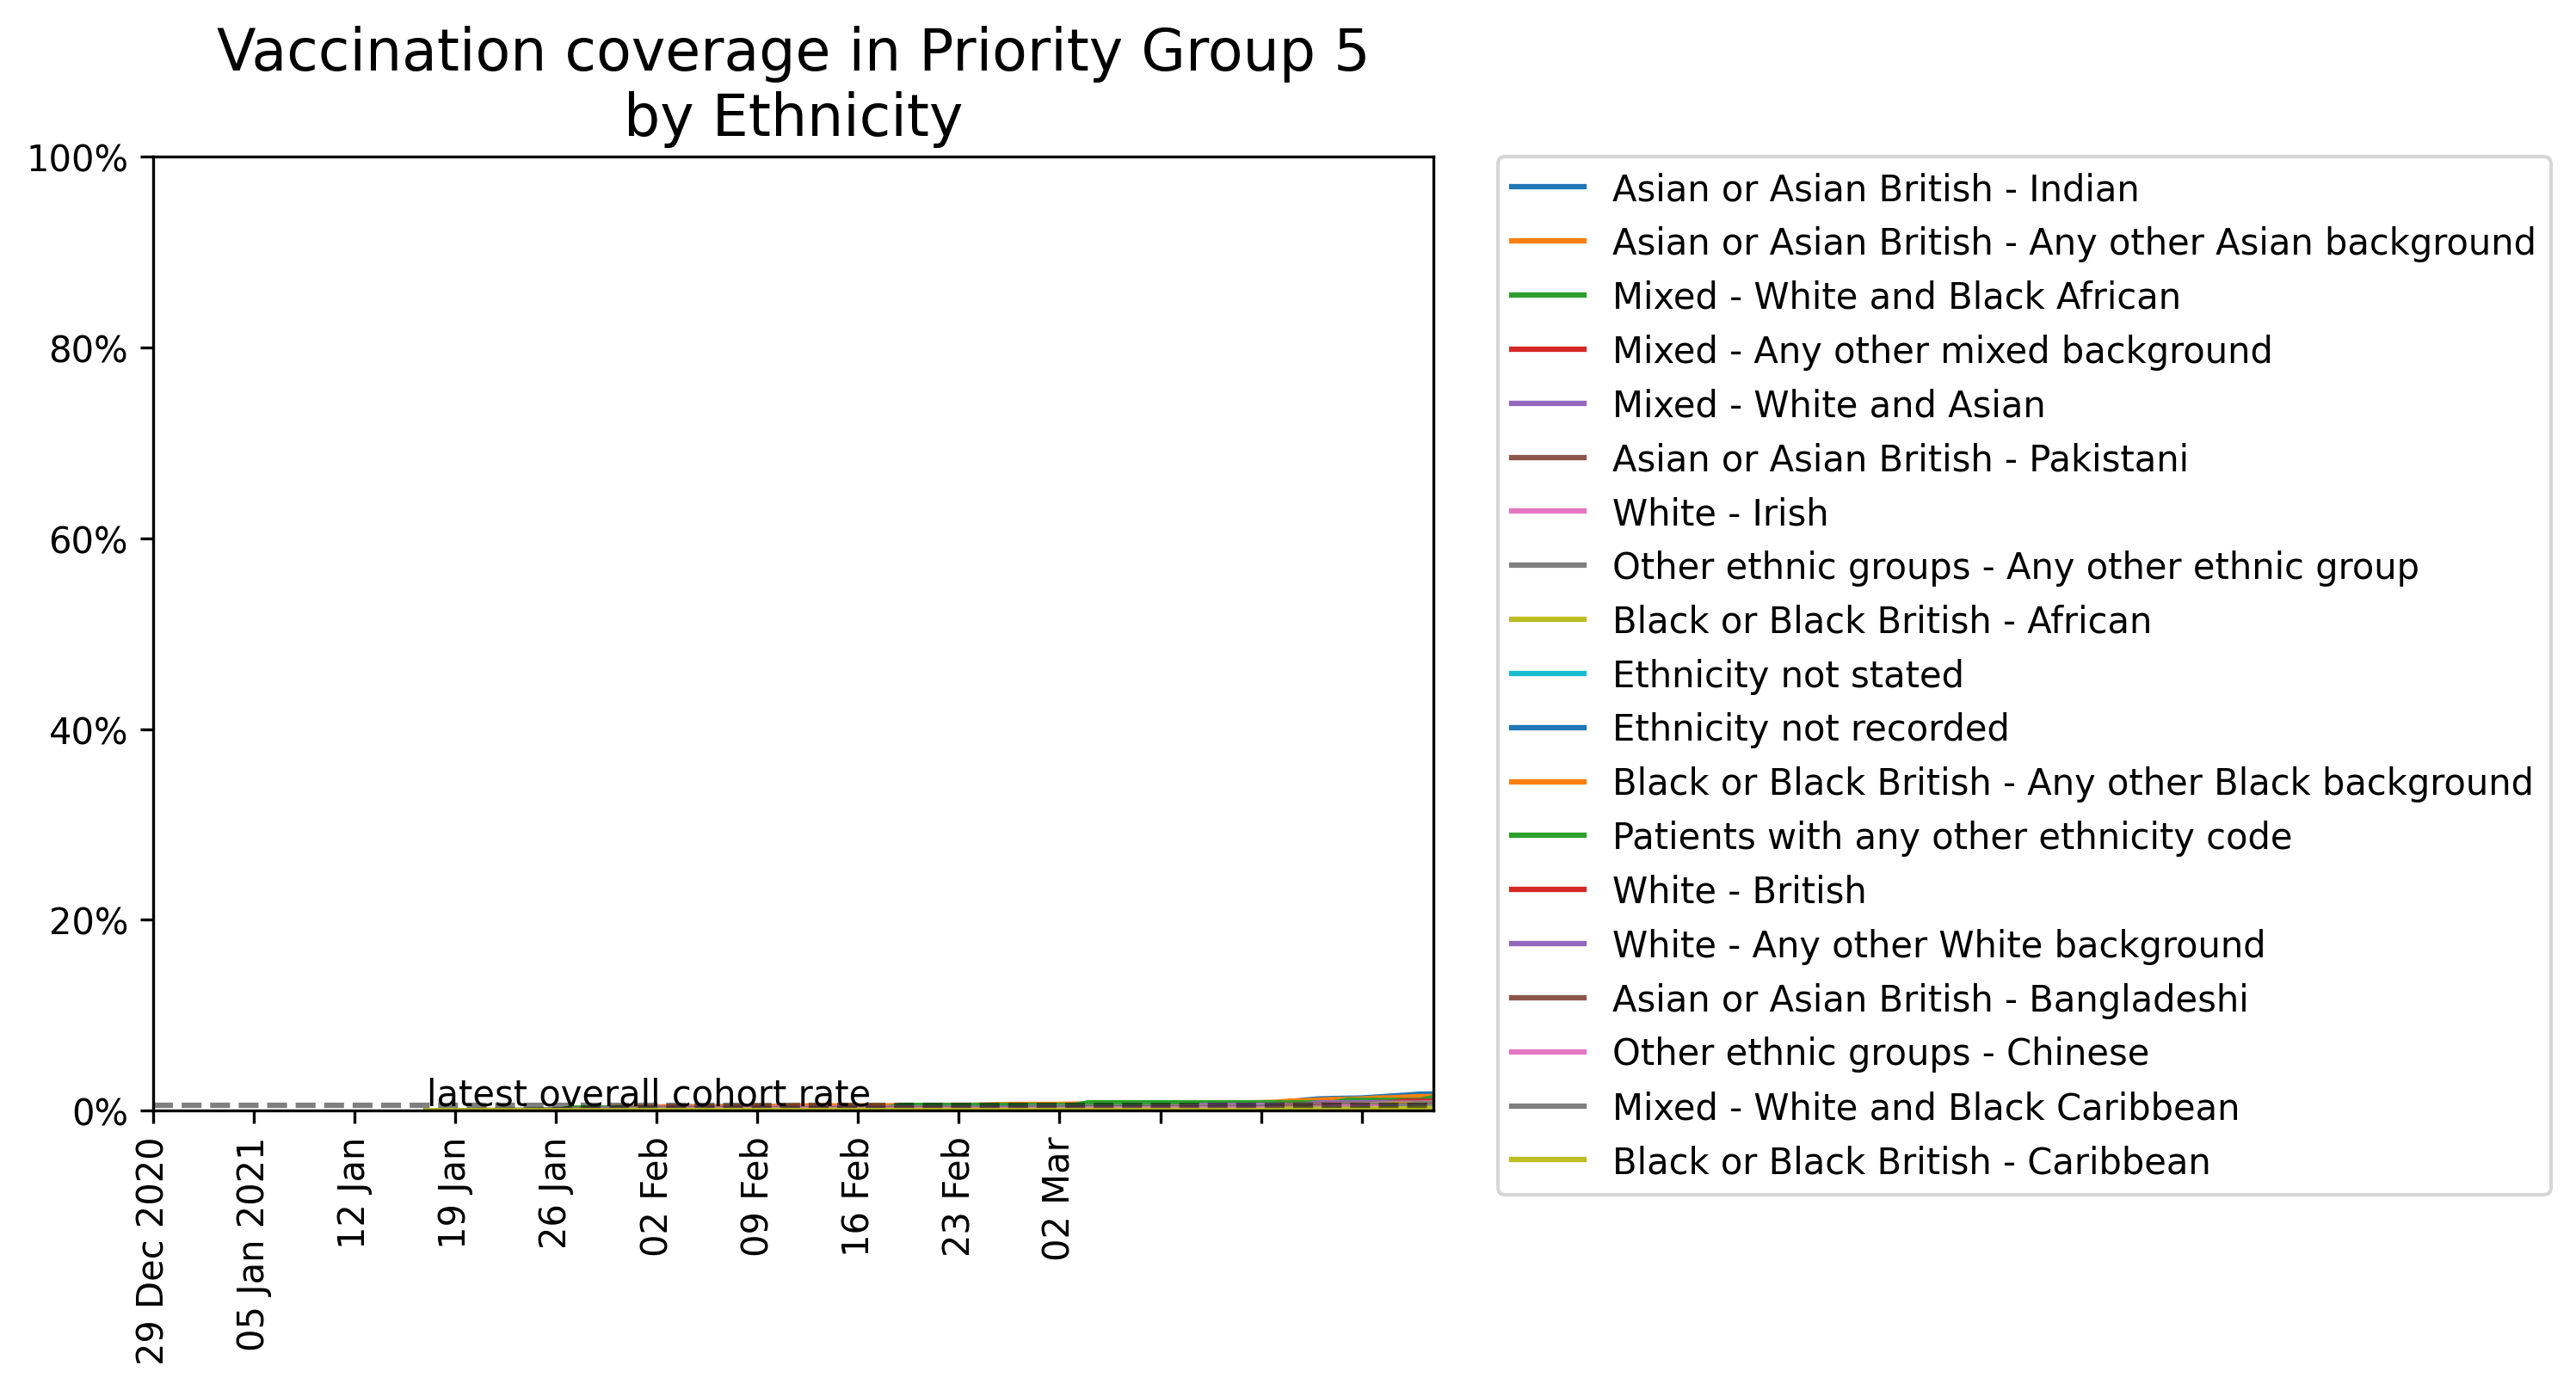 Vaccination coverage in Priority Group 5
by Ethnicity
100%
80%
60%
40%
20%
0%
latest overall cohort rate
29 Dec 2020
05 Jan 2021
12 Jan
19 Jan
26 Jan
02 Feb
09 Feb
16 Feb
23 Feb
02 Mar
Asian or Asian British - Indian
Asian or Asian British - Any other Asian background
Mixed - White and Black African
Mixed - Any other mixed background
Mixed - White and Asian
Asian or Asian British - Pakistani
White - Irish
Other ethnic groups - Any other ethnic group
Black or Black British - African
Ethnicity not stated
Ethnicity not recorded
Black or Black British - Any other Black background
Patients with any other ethnicity code
White - British
White - Any other White background
Asian or Asian British - Bangladeshi
Other ethnic groups - Chinese
Mixed - White and Black Caribbean
Black or Black British - Caribbean